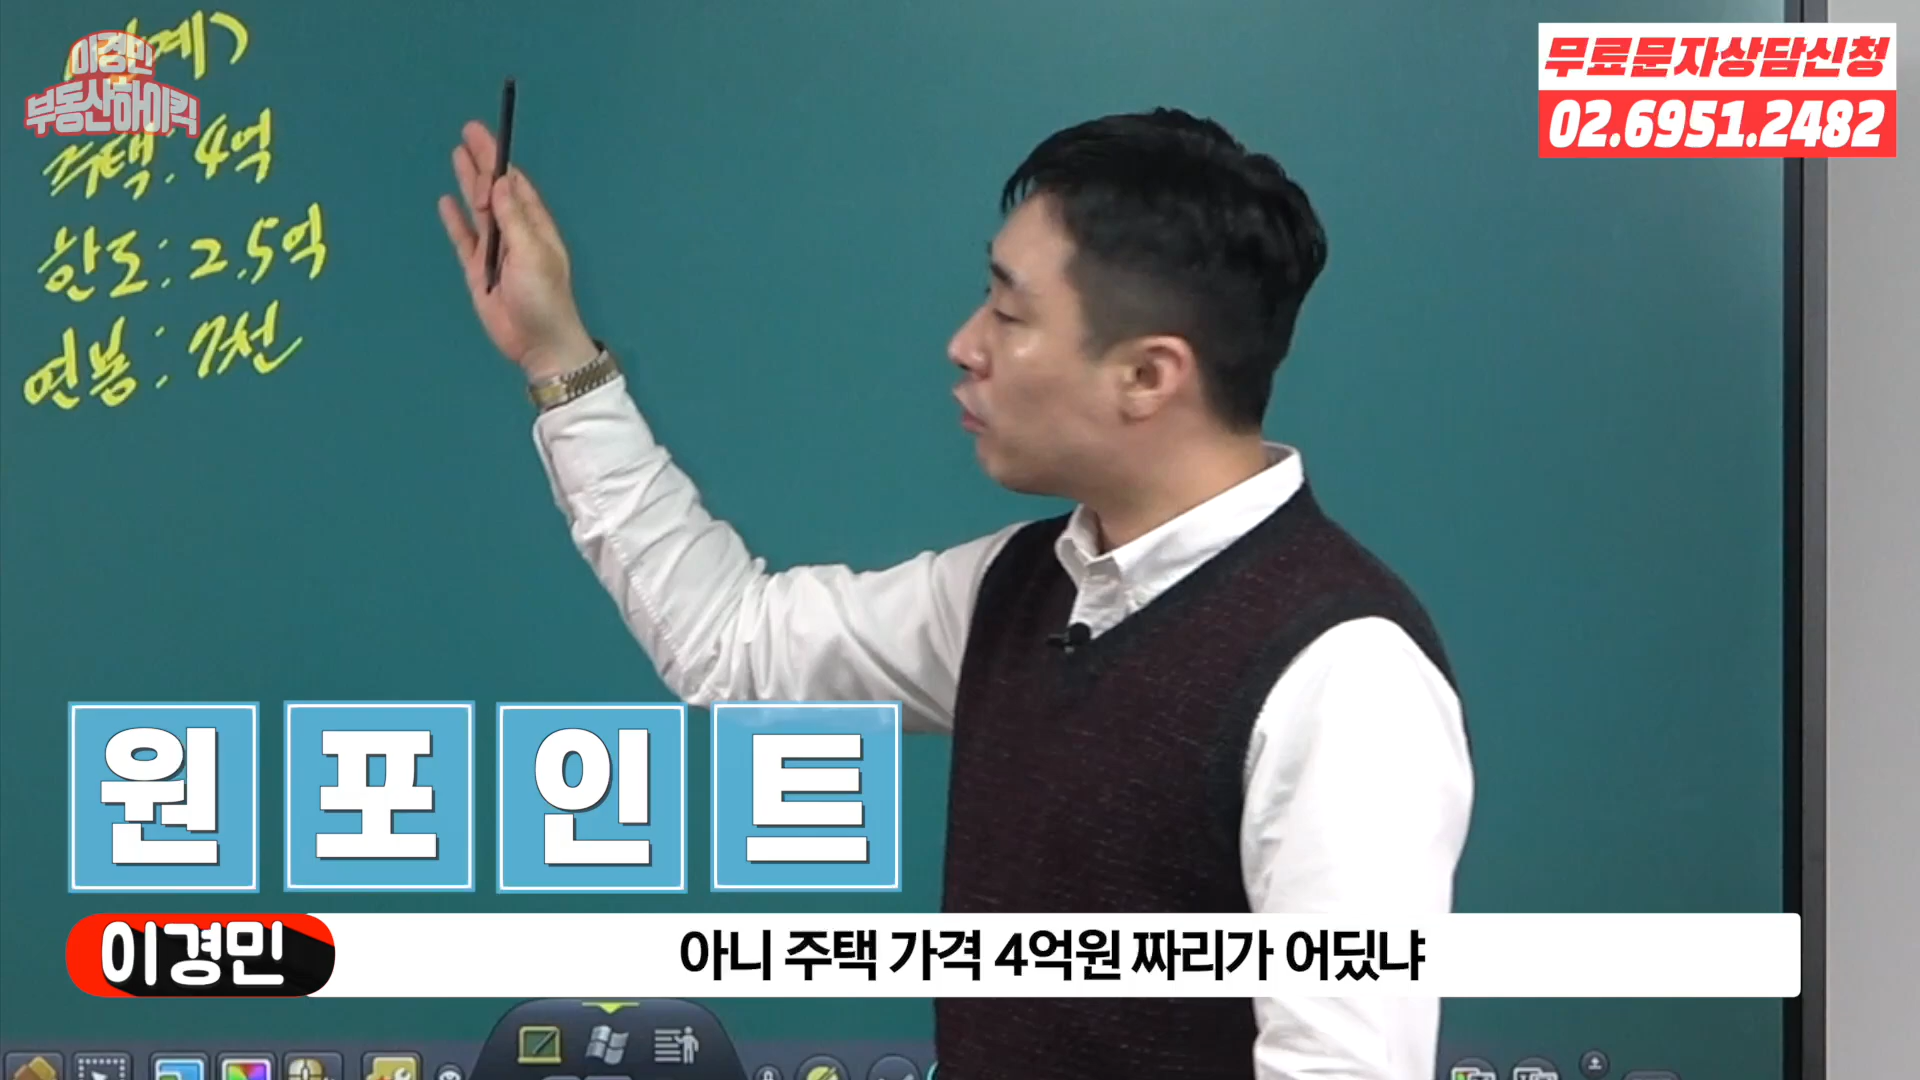 이경민
부동산하이킥
주택: 4억
한도: 2.5억
연봉: 7천
무료문자상담신청
02.6951.2482
원포인트
이경민
아니 주택 가격 4억원 짜리가 어딨냐